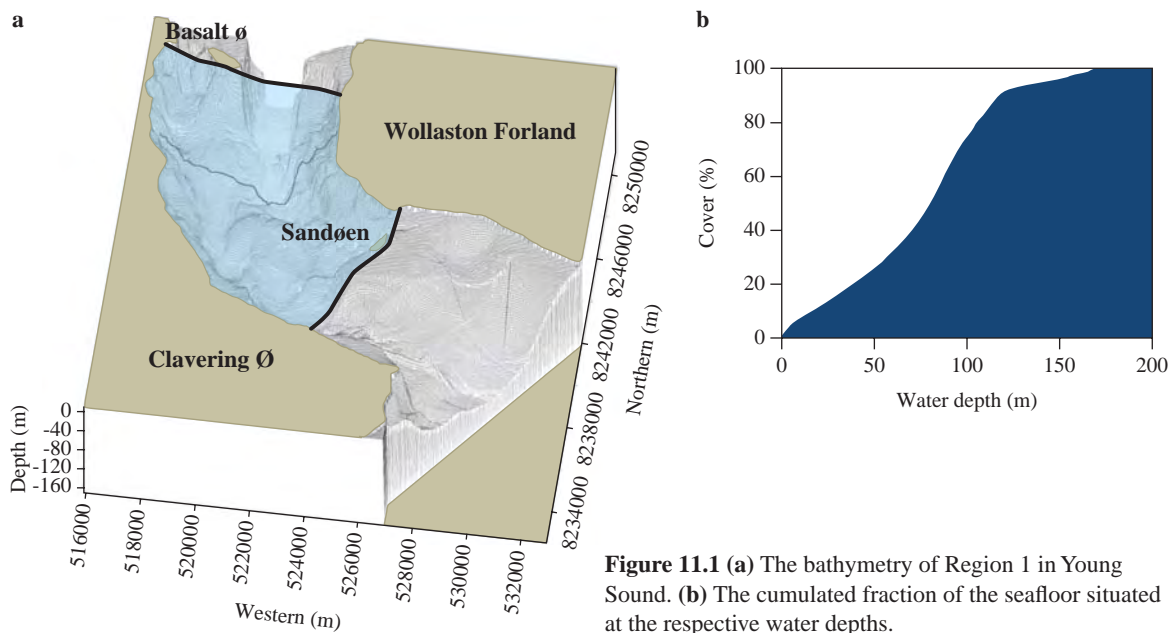 a
Basalt ø
Wollaston Forland
Sandøen
Clavering Ø
Depth (m)
0
-40
-80
-120
-160
516000
518000
520000
522000
524000
526000
528000
530000
532000
Western (m)
8234000
8238000
8242000
8246000
8250000
Northern (m)
b
Cover (%)
100
80
60
40
20
0
0 50 100 150 200
Water depth (m)
Figure 11.1 (a) The bathymetry of Region 1 in Young
Sound. (b) The cumulated fraction of the seafloor situated
at the respective water depths.